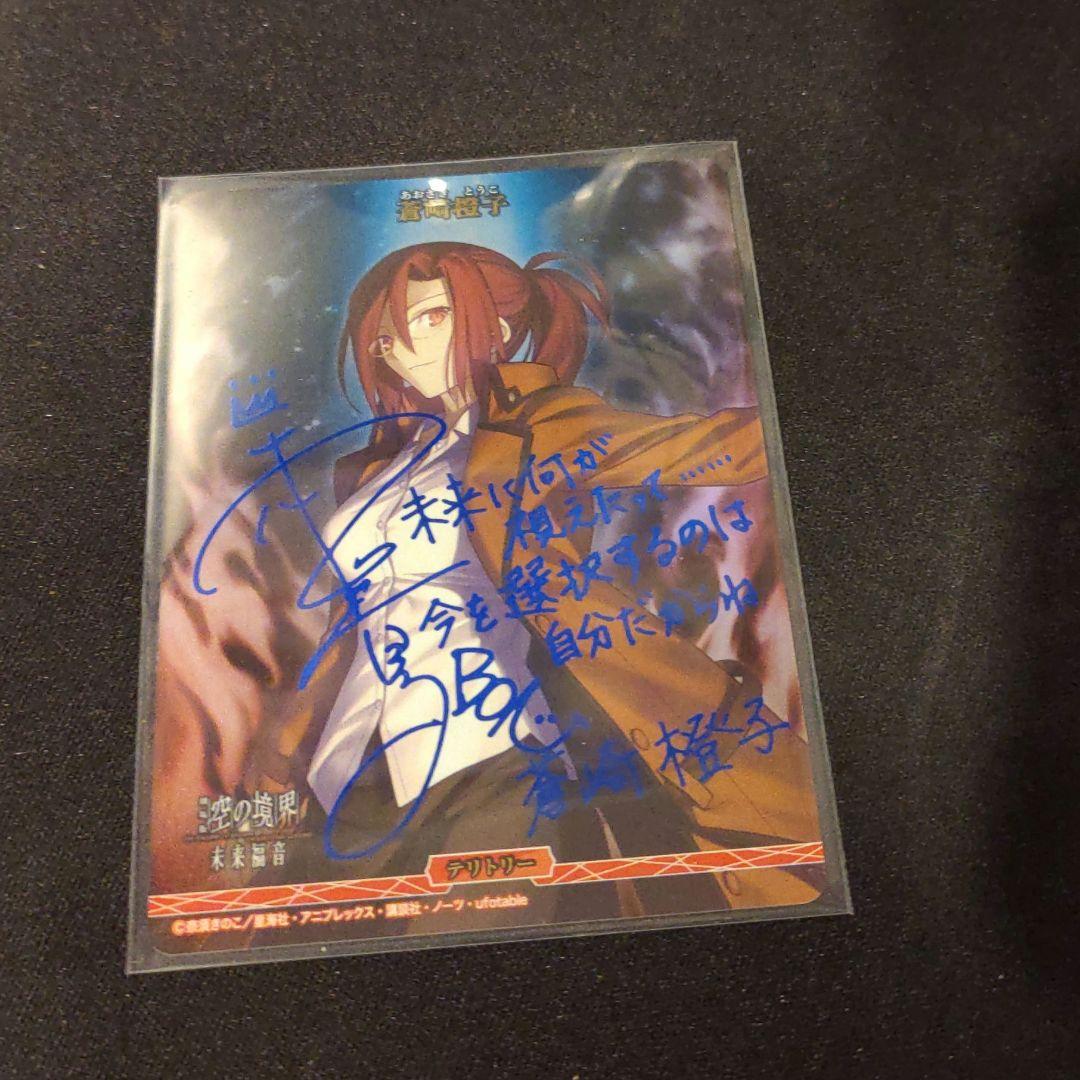 あおざき とうこ
蒼崎橙子
未来に何が
視えたって……
今を選択するのは
自分だからね
蒼崎 橙子
劇場版 空の境界
未来福音
テリトリー
©奈須きのこ/星海社・アニプレックス・講談社・ノーツ・ufotable